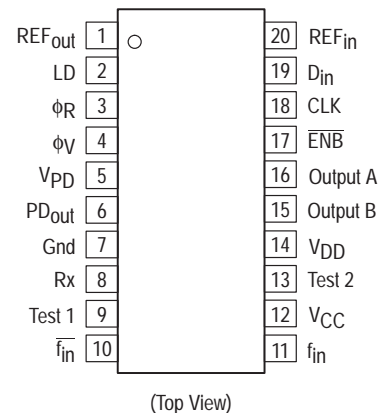 REFout 1 20 REFin
LD 2 19 Din
ϕR 3 18 CLK
ϕV 4 17 E̅N̅B̅
VPD 5 16 Output A
PDout 6 15 Output B
Gnd 7 14 VDD
Rx 8 13 Test 2
Test 1 9 12 VCC
f̅i̅n̅ 10 11 fin
(Top View)